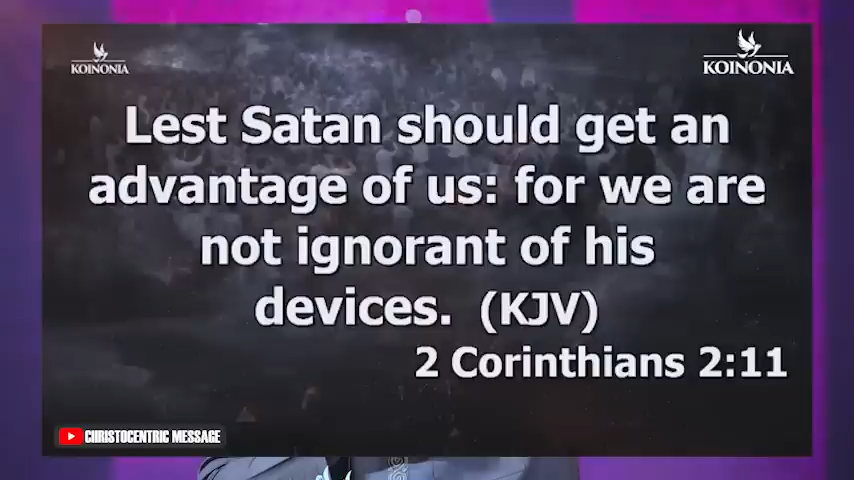 KOINONIA
KOINONIA
Lest Satan should get an
advantage of us: for we are
not ignorant of his
devices. (KJV)
2 Corinthians 2:11
CHRISTOCENTRIC MESSAGE